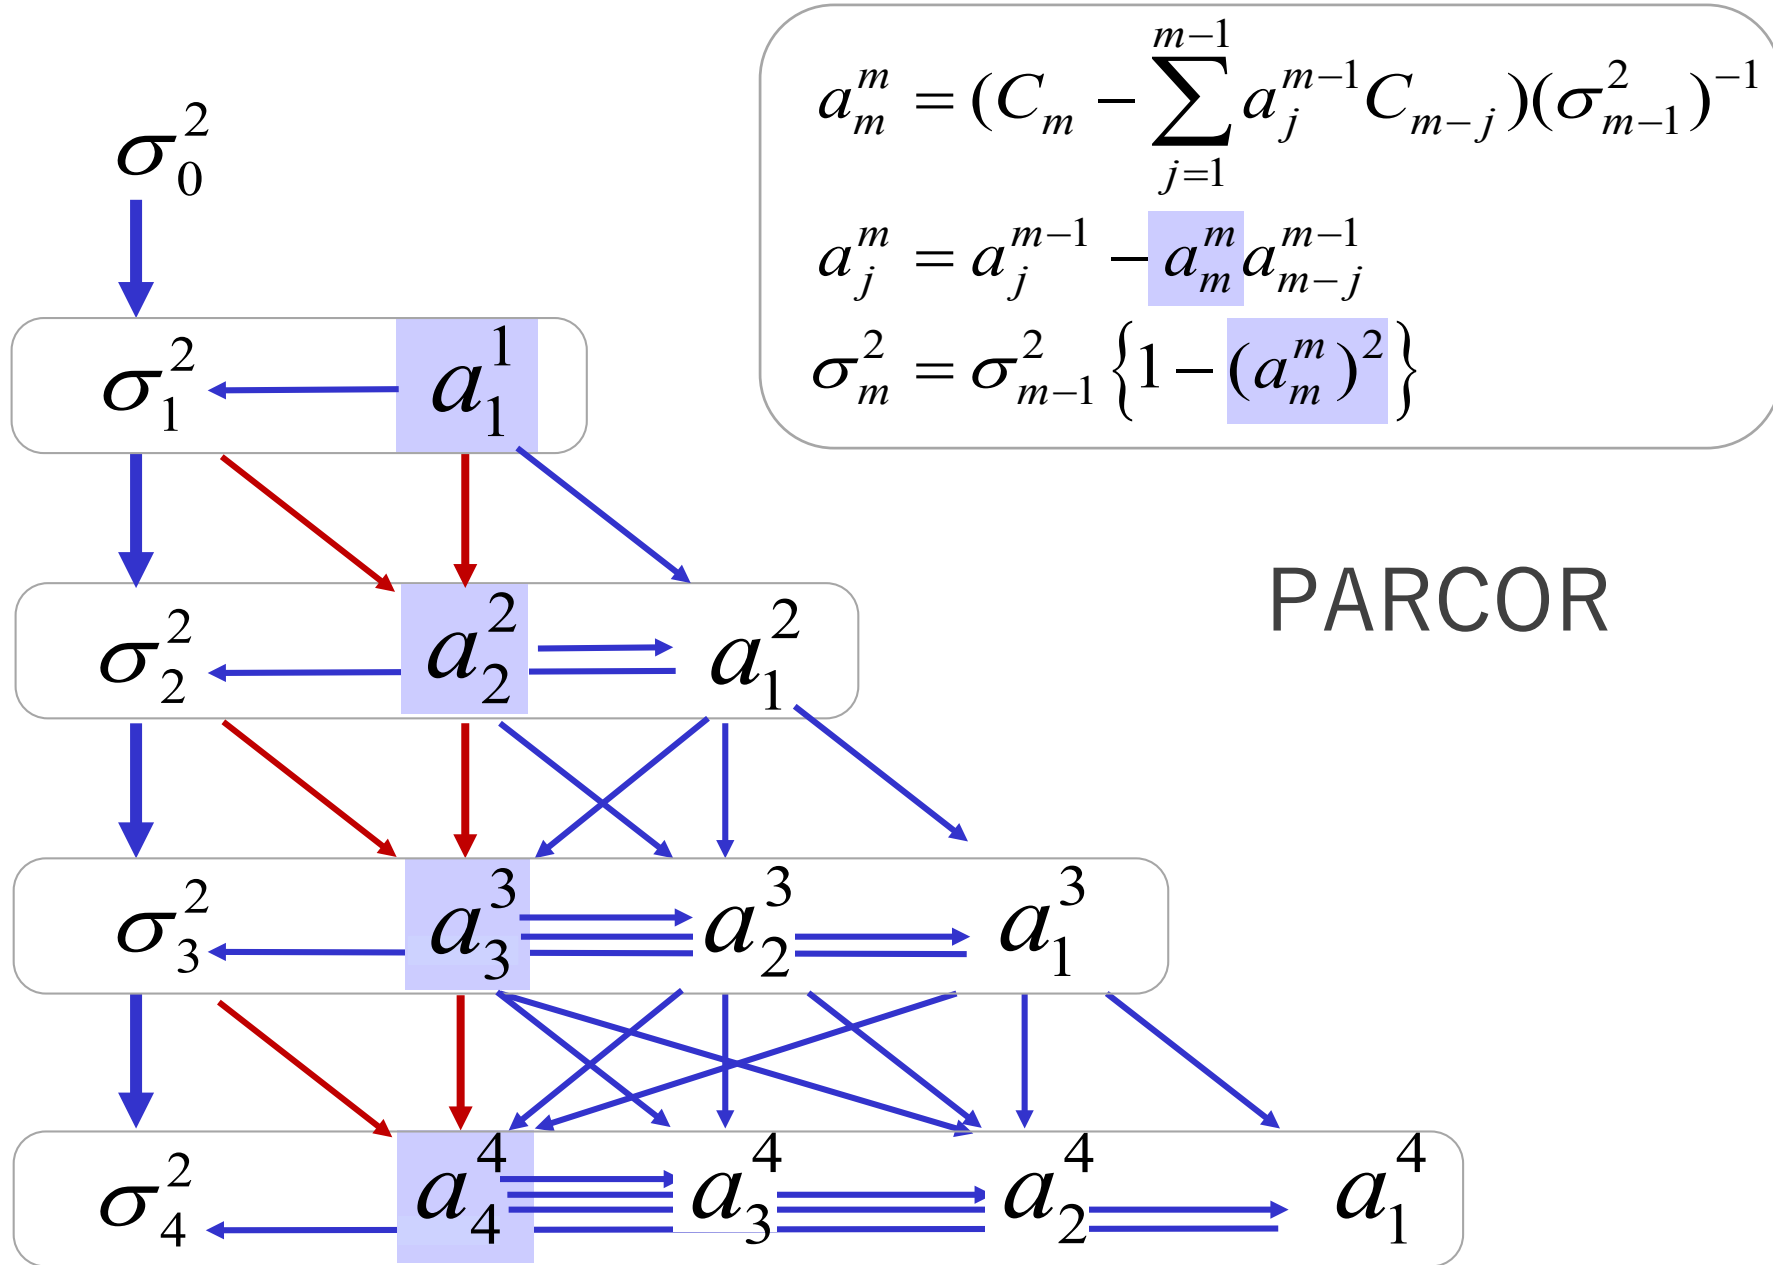 a_m^m = (C_m − \sum_{j=1}^{m−1} a_j^{m−1} C_{m−j})(σ_{m−1}^2)^{−1}
a_j^m = a_j^{m−1} − a_m^m a_{m−j}^{m−1}
σ_m^2 = σ_{m−1}^2 {1 − (a_m^m)^2}
σ_0^2
σ_1^2 a_1^1
PARCOR
σ_2^2 a_2^2 a_1^2
σ_3^2 a_3^3 a_2^3 a_1^3
σ_4^2 a_4^4 a_3^4 a_2^4 a_1^4